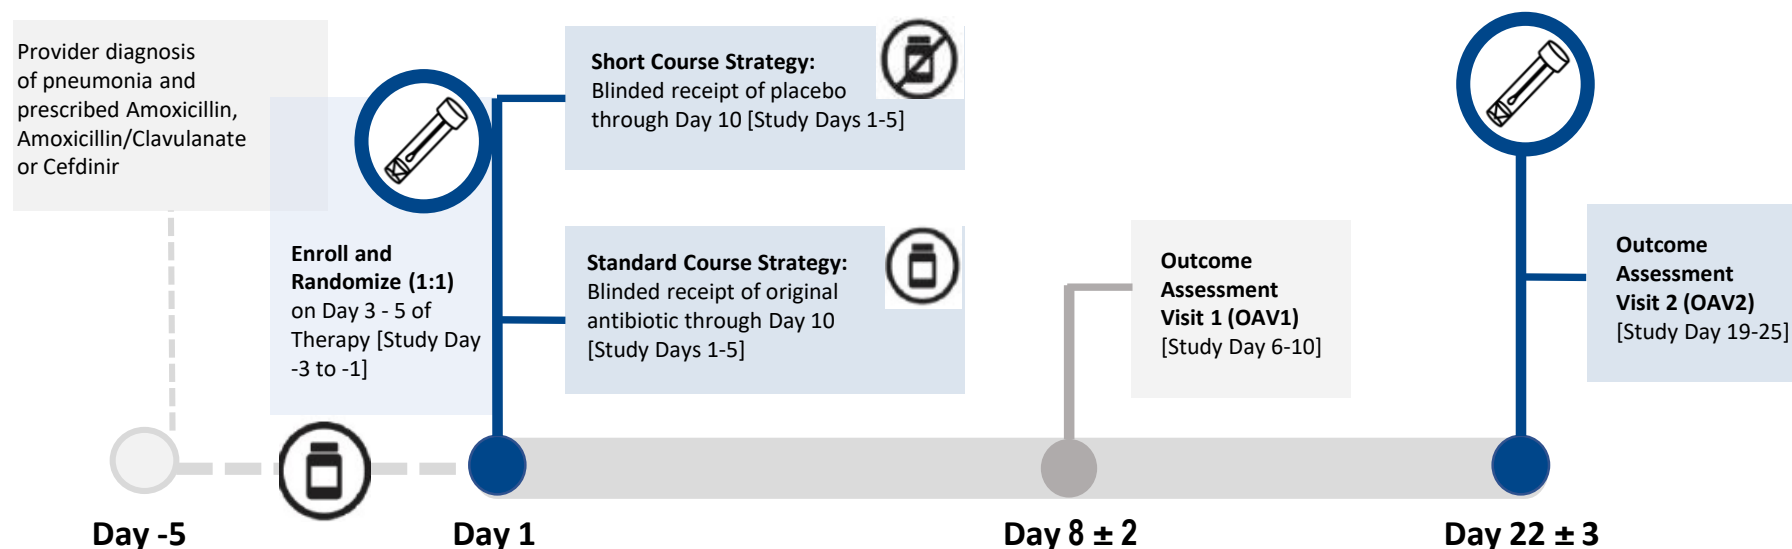 Provider diagnosis
of pneumonia and
prescribed Amoxicillin,
Amoxicillin/Clavulanate
or Cefdinir
Enroll and
Randomize (1:1)
on Day 3 - 5 of
Therapy [Study Day
-3 to -1]
Short Course Strategy:
Blinded receipt of placebo
through Day 10 [Study Days 1-5]
Standard Course Strategy:
Blinded receipt of original
antibiotic through Day 10
[Study Days 1-5]
Outcome
Assessment
Visit 1 (OAV1)
[Study Day 6-10]
Outcome
Assessment
Visit 2 (OAV2)
[Study Day 19-25]
Day -5
Day 1
Day 8 ± 2
Day 22 ± 3